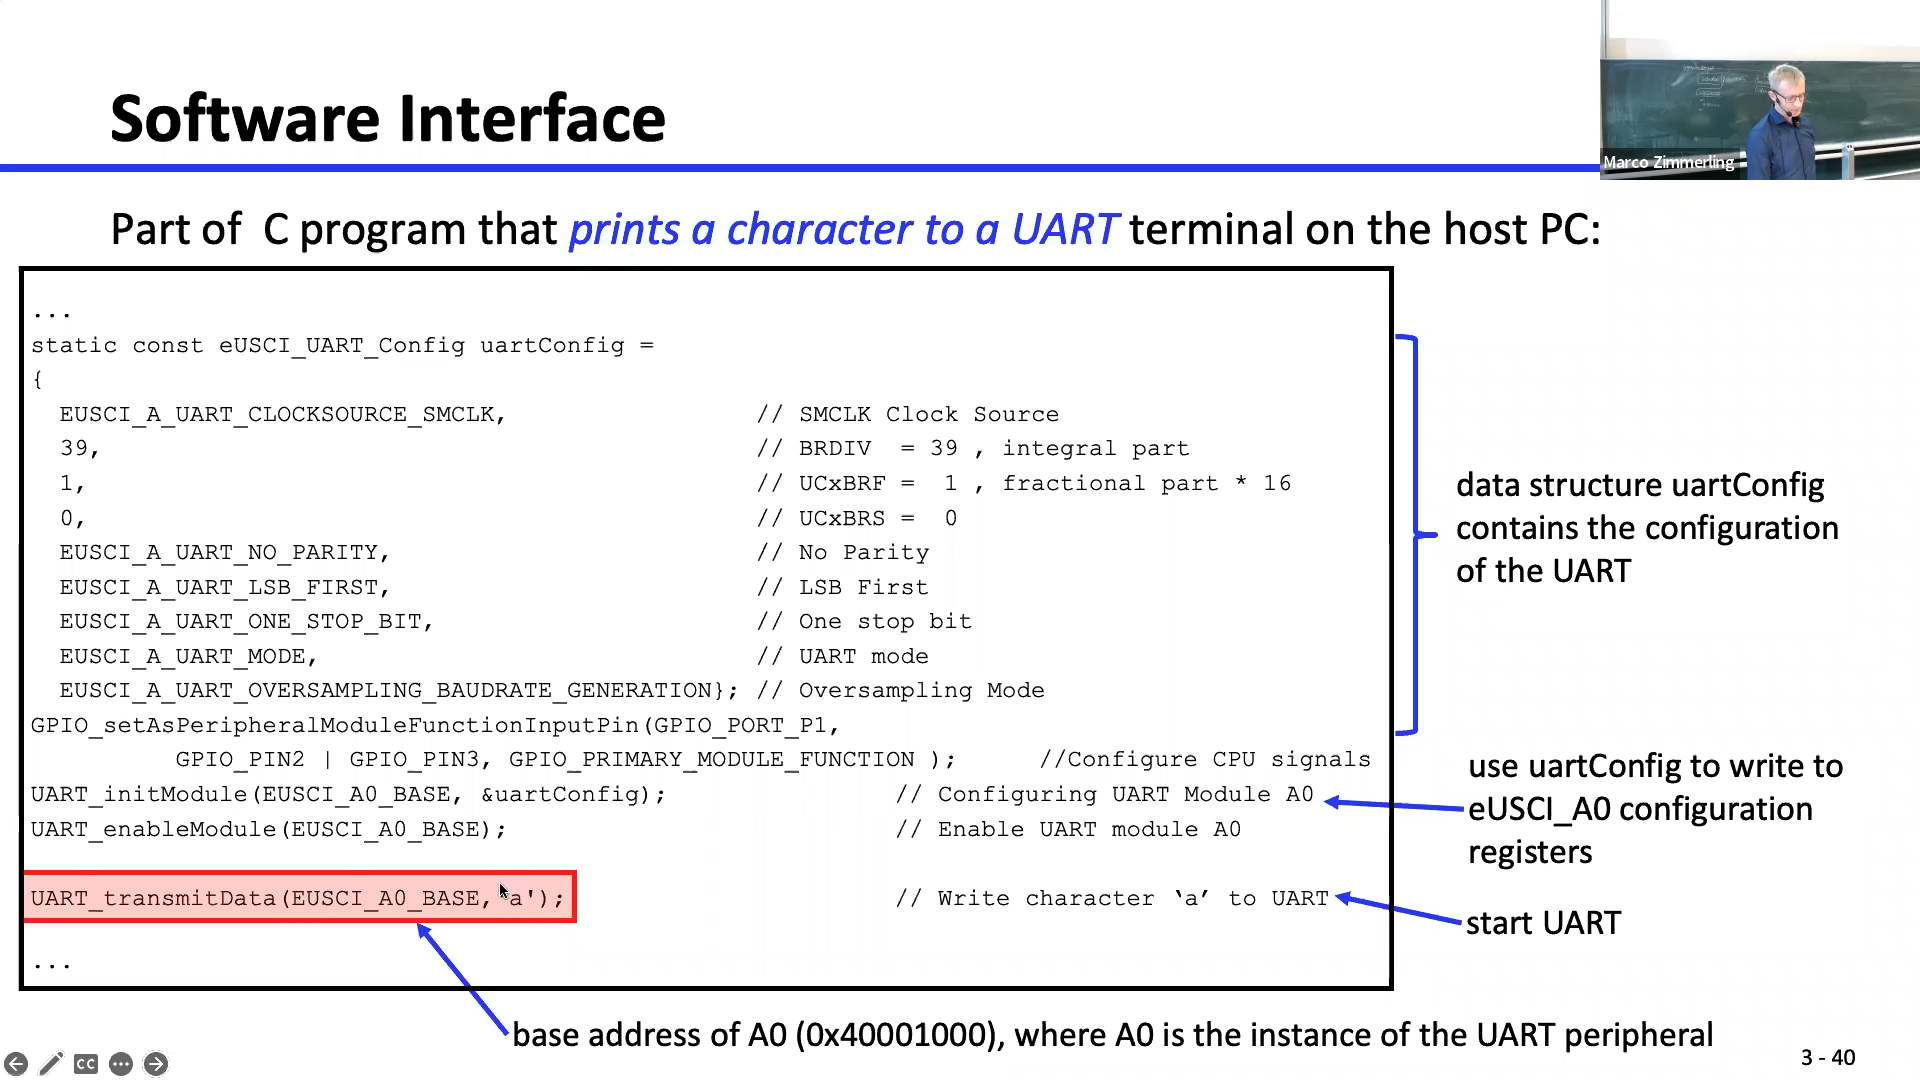 Software Interface
Marco Zimmerling
Part of  C program that prints a character to a UART terminal on the host PC:
...
static const eUSCI_UART_Config uartConfig =
{
  EUSCI_A_UART_CLOCKSOURCE_SMCLK,                 // SMCLK Clock Source
  39,                                             // BRDIV  = 39 , integral part
  1,                                              // UCxBRF =  1 , fractional part * 16
  0,                                              // UCxBRS =  0
  EUSCI_A_UART_NO_PARITY,                         // No Parity
  EUSCI_A_UART_LSB_FIRST,                         // LSB First
  EUSCI_A_UART_ONE_STOP_BIT,                      // One stop bit
  EUSCI_A_UART_MODE,                              // UART mode
  EUSCI_A_UART_OVERSAMPLING_BAUDRATE_GENERATION}; // Oversampling Mode
GPIO_setAsPeripheralModuleFunctionInputPin(GPIO_PORT_P1,
          GPIO_PIN2 | GPIO_PIN3, GPIO_PRIMARY_MODULE_FUNCTION );      //Configure CPU signals
UART_initModule(EUSCI_A0_BASE, &uartConfig);                // Configuring UART Module A0
UART_enableModule(EUSCI_A0_BASE);                           // Enable UART module A0
UART_transmitData(EUSCI_A0_BASE,'a');                       // Write character ‘a’ to UART
...
data structure uartConfig
contains the configuration
of the UART
use uartConfig to write to
eUSCI_A0 configuration
registers
start UART
base address of A0 (0x40001000), where A0 is the instance of the UART peripheral
CC
3 - 40